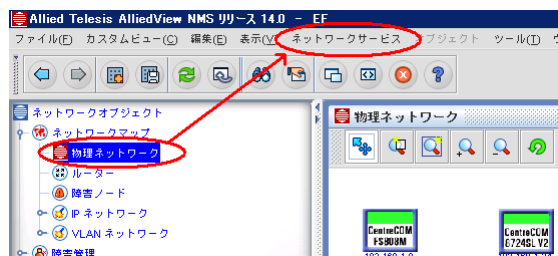 Allied Telesis AlliedView NMS リリース 14.0 - EF
ファイル(F) カスタムビュー(C) 編集(E) 表示(V) ネットワークサービス オブジェクト ツール(T)
ネットワークオブジェクト
ネットワークマップ
物理ネットワーク
ルーター
障害ノード
IP ネットワーク
VLAN ネットワーク
障害管理
物理ネットワーク
CentreCOM
FS808M
CentreCOM
8724SL V2